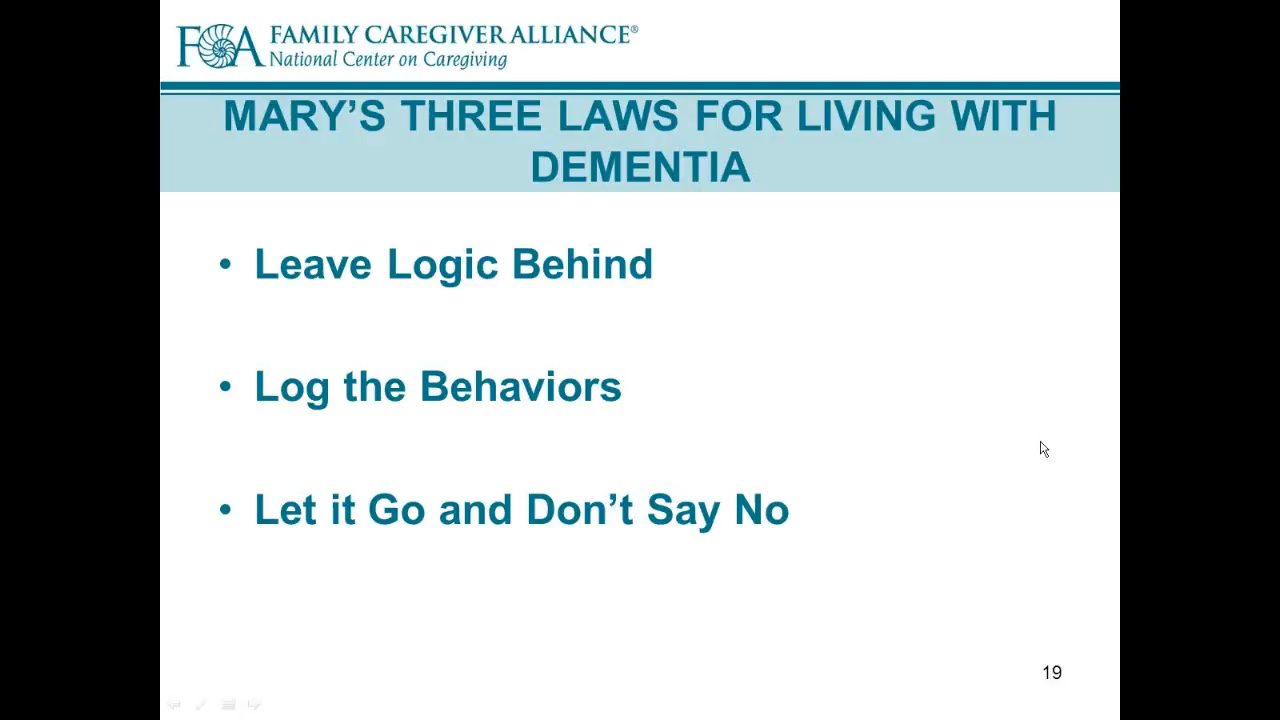 FCA FAMILY CAREGIVER ALLIANCE®
National Center on Caregiving
MARY’S THREE LAWS FOR LIVING WITH
DEMENTIA
• Leave Logic Behind
• Log the Behaviors
• Let it Go and Don’t Say No
19